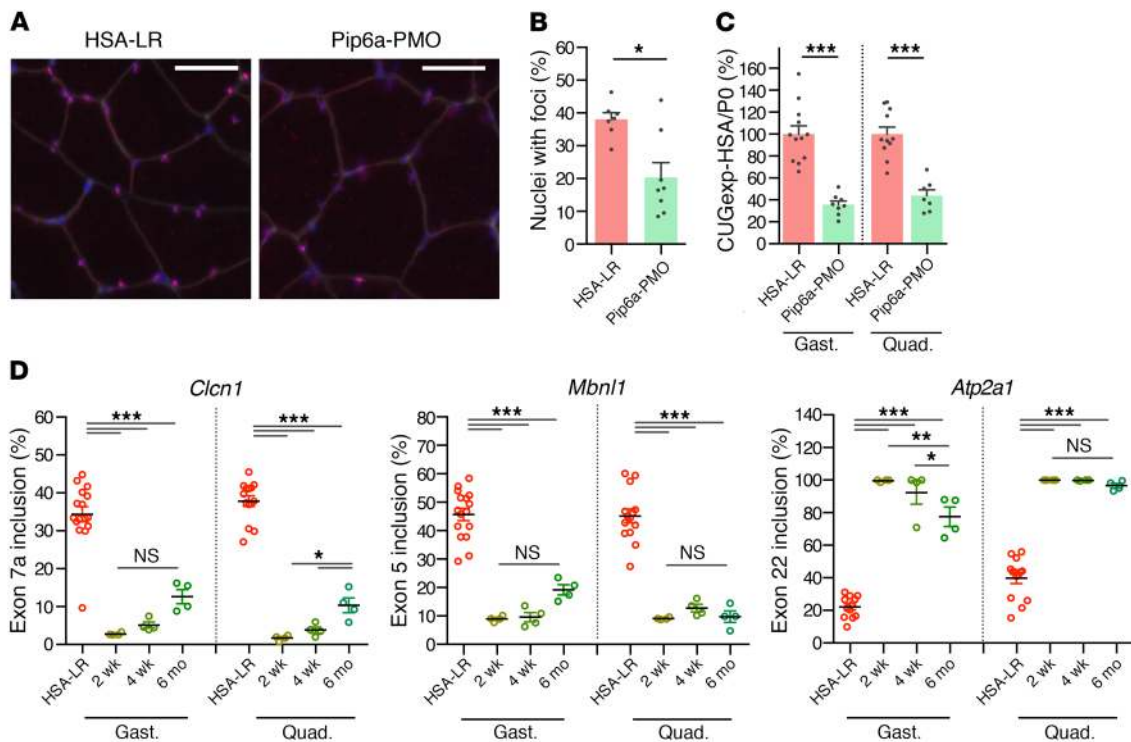 A
HSA-LR
Pip6a-PMO
B
Nuclei with foci (%)
60
50
40
30
20
10
0
*
HSA-LR
Pip6a-PMO
C
CUGexp-HSA/P0 (%)
180
160
140
120
100
80
60
40
20
0
***
***
HSA-LR
Pip6a-PMO
HSA-LR
Pip6a-PMO
Gast.
Quad.
D
Clcn1
Exon 7a inclusion (%)
60
50
40
30
20
10
0
***
***
NS
*
HSA-LR
2 wk
4 wk
6 mo
HSA-LR
2 wk
4 wk
6 mo
Gast.
Quad.
Mbnl1
Exon 5 inclusion (%)
80
70
60
50
40
30
20
10
0
***
***
NS
NS
HSA-LR
2 wk
4 wk
6 mo
HSA-LR
2 wk
4 wk
6 mo
Gast.
Quad.
Atp2a1
Exon 22 inclusion (%)
220
100
80
60
40
20
0
***
**
*
***
NS
HSA-LR
2 wk
4 wk
6 mo
HSA-LR
2 wk
4 wk
6 mo
Gast.
Quad.